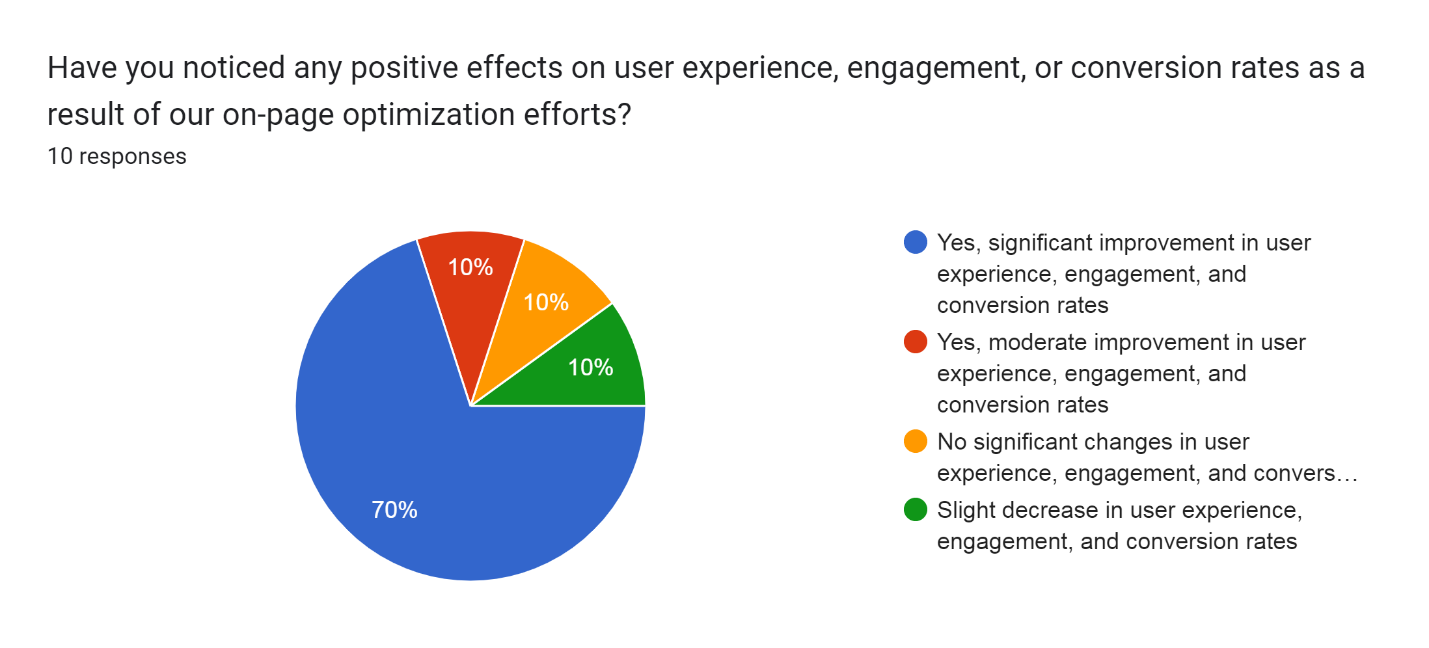 Have you noticed any positive effects on user experience, engagement, or conversion rates as a
result of our on-page optimization efforts?
10 responses
10%
10%
10%
70%
Yes, significant improvement in user
experience, engagement, and
conversion rates
Yes, moderate improvement in user
experience, engagement, and
conversion rates
No significant changes in user
experience, engagement, and convers…
Slight decrease in user experience,
engagement, and conversion rates